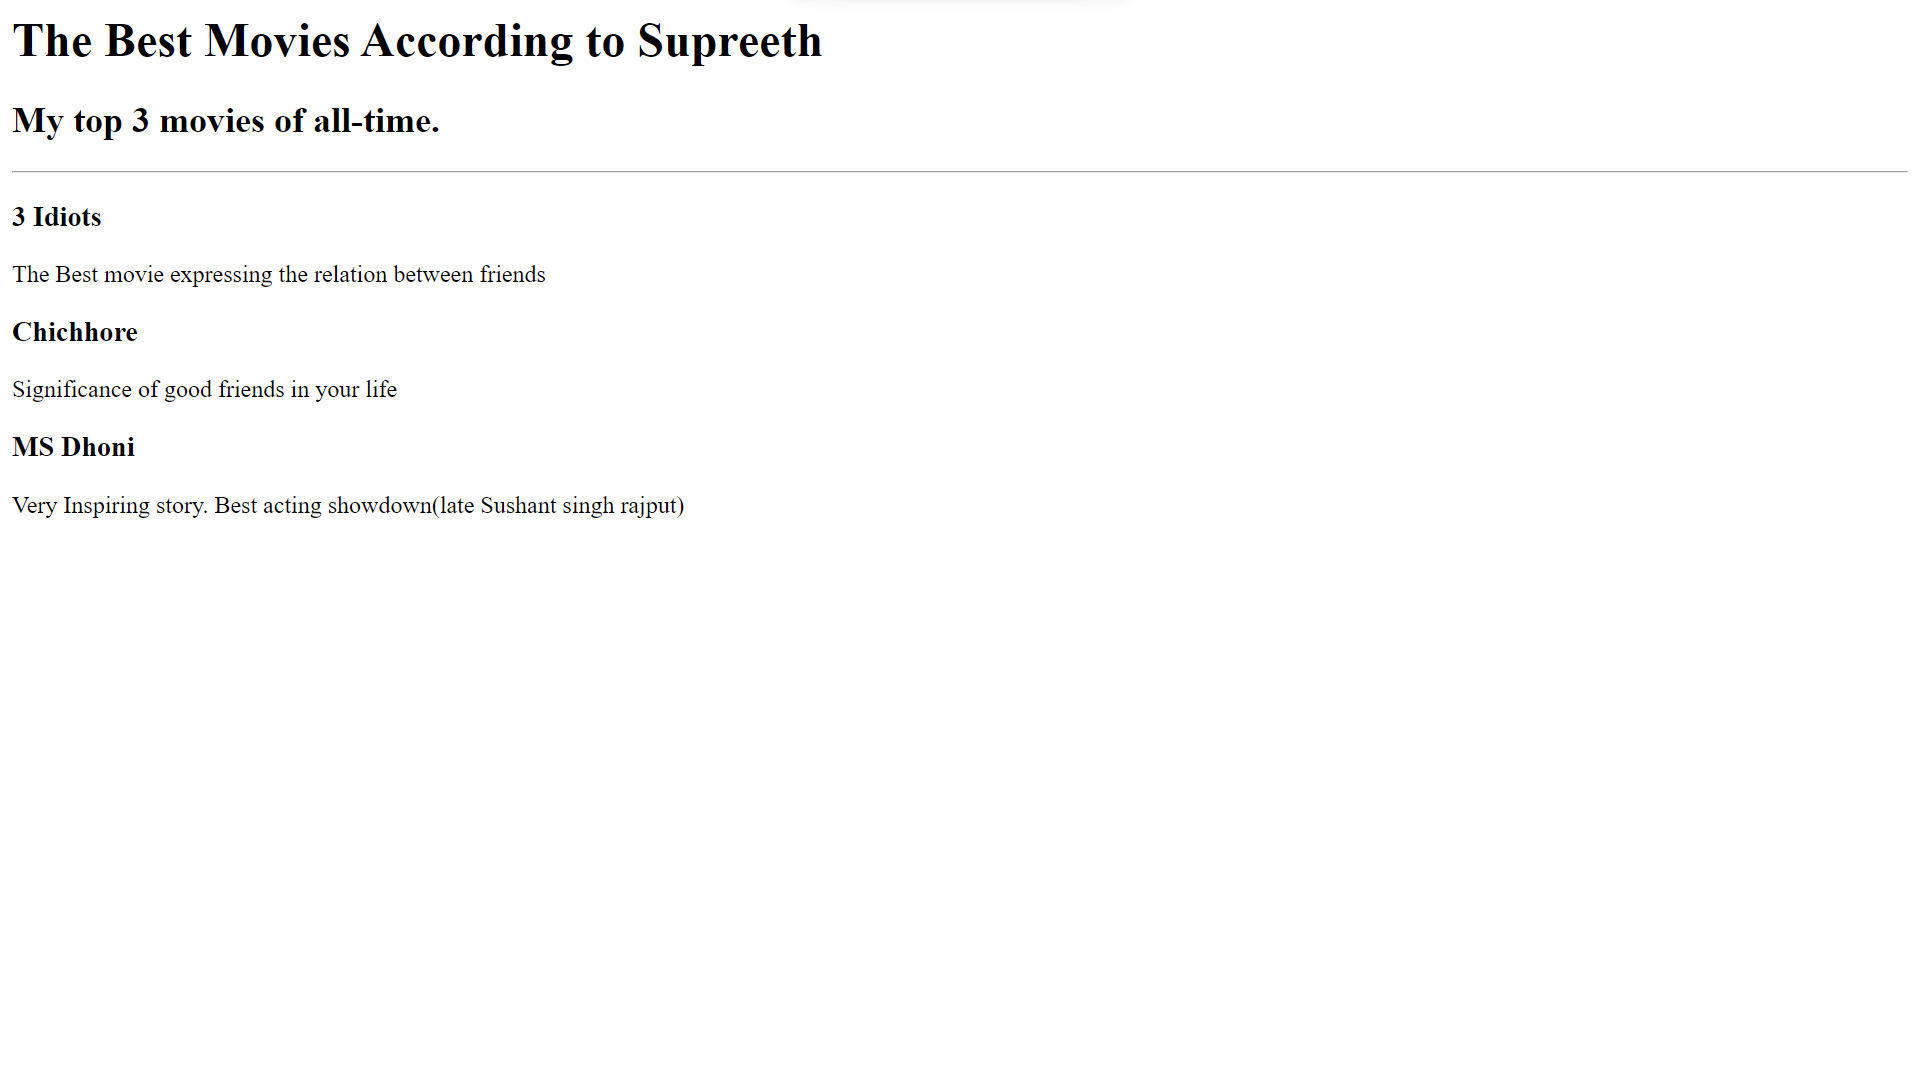 The Best Movies According to Supreeth
My top 3 movies of all-time.
3 Idiots
The Best movie expressing the relation between friends
Chichhore
Significance of good friends in your life
MS Dhoni
Very Inspiring story. Best acting showdown(late Sushant singh rajput)